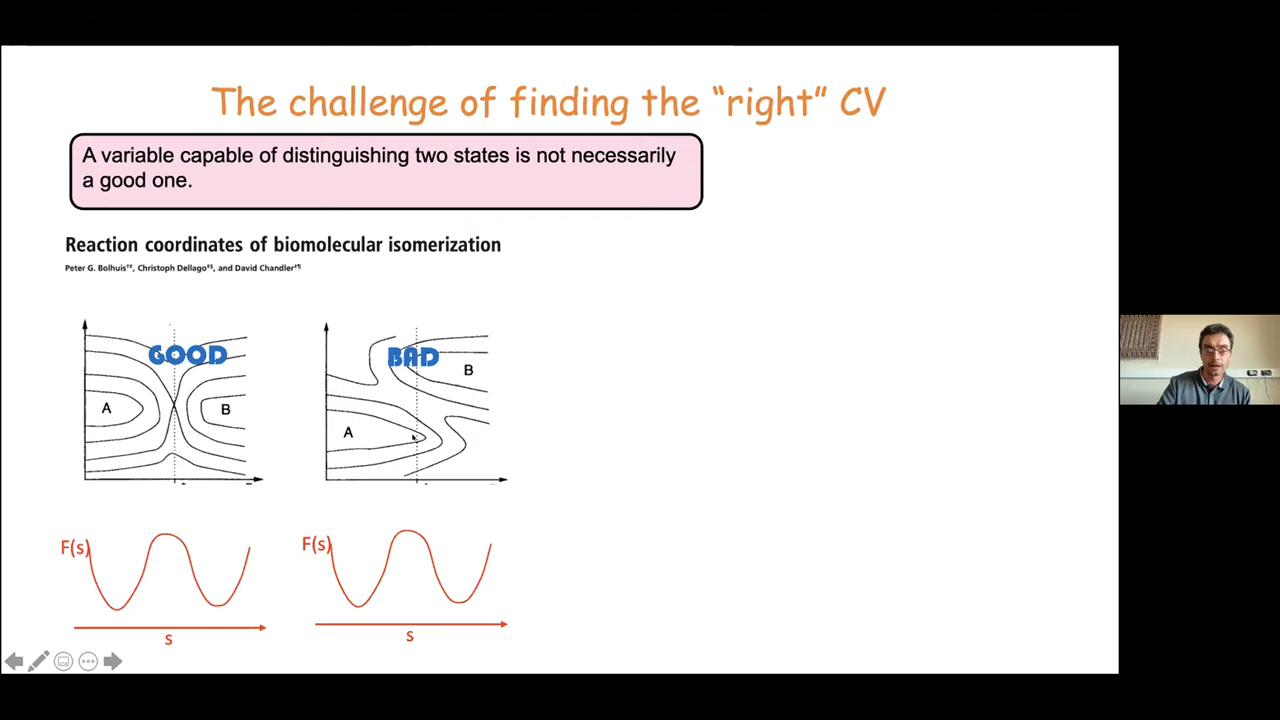 The challenge of finding the “right” CV
A variable capable of distinguishing two states is not necessarily
a good one.
Reaction coordinates of biomolecular isomerization
Peter G. Bolhuis†‡, Christoph Dellago†§, and David Chandler†¶
GOOD
A
B
BAD
B
A
F(s)
s
F(s)
s